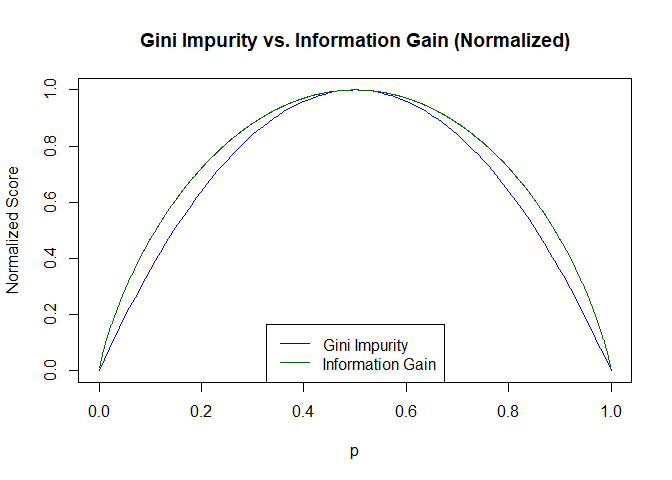 Gini Impurity vs. Information Gain (Normalized)
Normalized Score
1.0
0.8
0.6
0.4
0.2
0.0
Gini Impurity
Information Gain
0.0 0.2 0.4 0.6 0.8 1.0
p